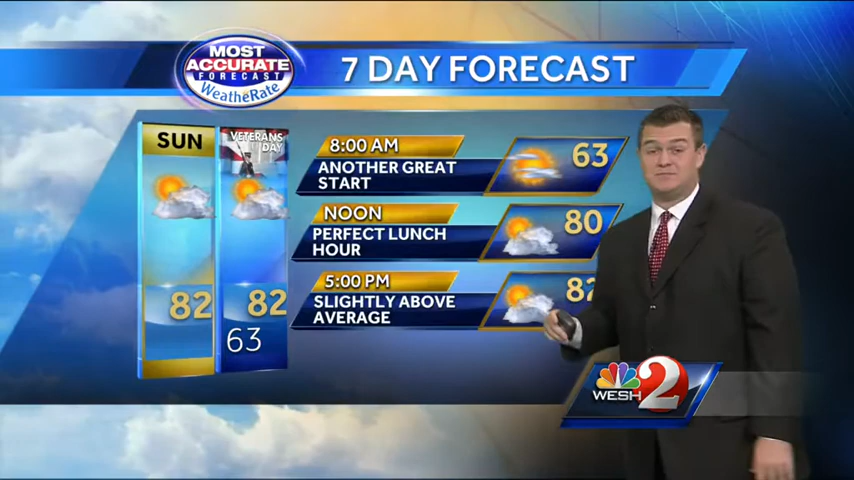 MOST
ACCURATE
FORECAST
WeatheRate
7 DAY FORECAST
SUN
82
VETERANS
DAY
82
63
8:00 AM
ANOTHER GREAT
START
63
NOON
PERFECT LUNCH
HOUR
80
5:00 PM
SLIGHTLY ABOVE
AVERAGE
82
WESH 2